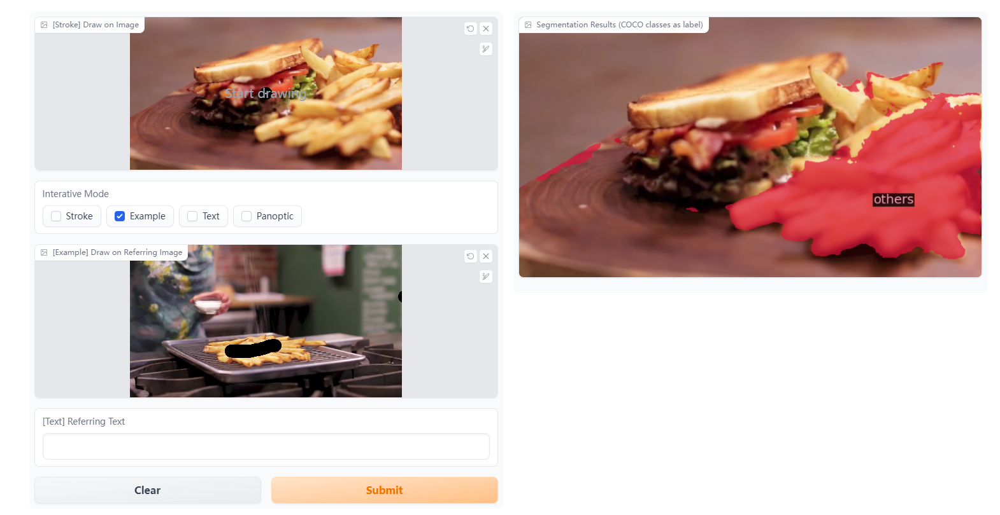 [Stroke] Draw on Image
Start drawing
Interative Mode
Stroke
Example
Text
Panoptic
[Example] Draw on Referring Image
[Text] Referring Text
Clear
Submit
Segmentation Results (COCO classes as label)
others